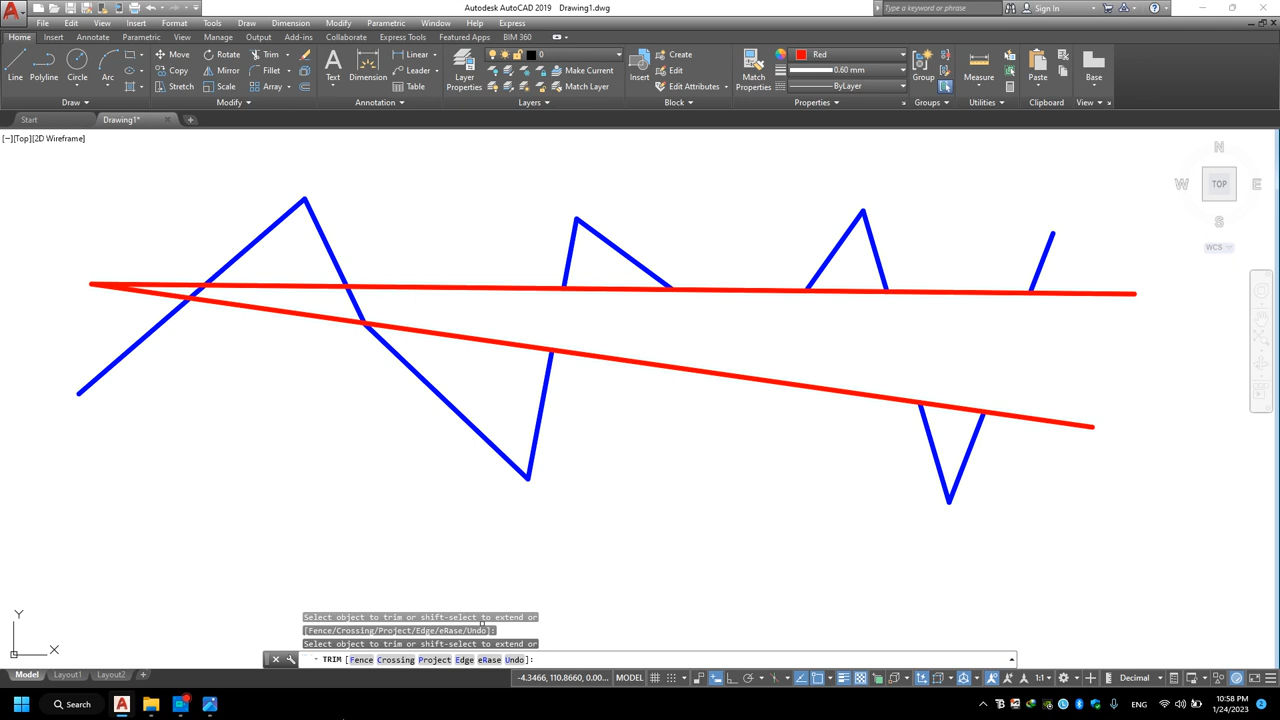 Autodesk AutoCAD 2019 Drawing1.dwg
Type a keyword or phrase
Sign In
File Edit View Insert Format Tools Draw Dimension Modify Parametric Window Help Express
Home Insert Annotate Parametric View Manage Output Add-ins Collaborate Express Tools Featured Apps BIM 360
Line Polyline Circle Arc
Move Rotate Trim
Copy Mirror Fillet
Stretch Scale Array
Text Dimension
Linear
Leader
Table
Layer Properties
0
Make Current
Match Layer
Insert
Create
Edit
Edit Attributes
Match Properties
Red
0.60 mm
ByLayer
Group
Measure
Paste
Base
Draw Modify Annotation Layers Block Properties Groups Utilities Clipboard View
Start Drawing1*
[−][Top][2D Wireframe]
N
W TOP E
S
WCS
Y
X
Select object to trim or shift-select to extend or
[Fence/Crossing/Project/Edge/eRase/Undo]:
Select object to trim or shift-select to extend or
TRIM [Fence Crossing Project Edge eRase Undo]:
Model Layout1 Layout2
-4.3466, 110.8660, 0.00... MODEL
1:1
Decimal
Search
ENG
10:58 PM
1/24/2023